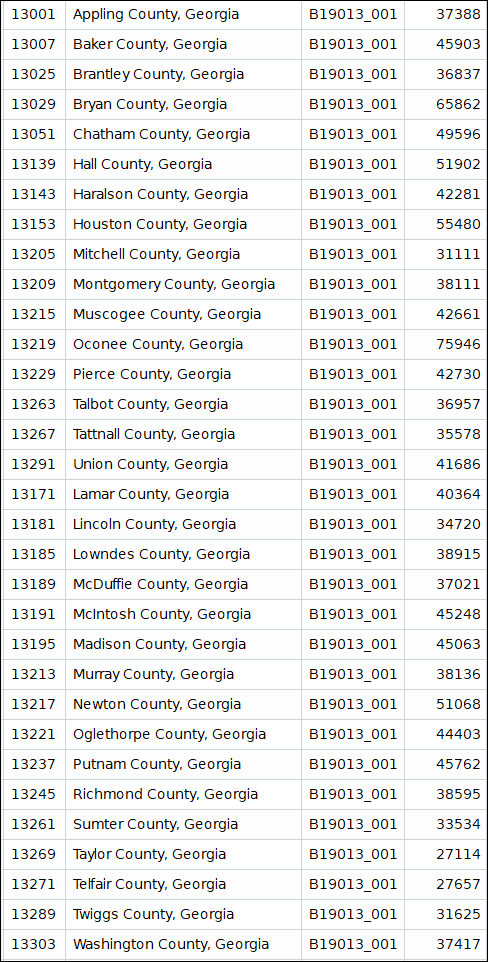 13001 Appling County, Georgia B19013_001 37388
13007 Baker County, Georgia B19013_001 45903
13025 Brantley County, Georgia B19013_001 36837
13029 Bryan County, Georgia B19013_001 65862
13051 Chatham County, Georgia B19013_001 49596
13139 Hall County, Georgia B19013_001 51902
13143 Haralson County, Georgia B19013_001 42281
13153 Houston County, Georgia B19013_001 55480
13205 Mitchell County, Georgia B19013_001 31111
13209 Montgomery County, Georgia B19013_001 38111
13215 Muscogee County, Georgia B19013_001 42661
13219 Oconee County, Georgia B19013_001 75946
13229 Pierce County, Georgia B19013_001 42730
13263 Talbot County, Georgia B19013_001 36957
13267 Tattnall County, Georgia B19013_001 35578
13291 Union County, Georgia B19013_001 41686
13171 Lamar County, Georgia B19013_001 40364
13181 Lincoln County, Georgia B19013_001 34720
13185 Lowndes County, Georgia B19013_001 38915
13189 McDuffie County, Georgia B19013_001 37021
13191 McIntosh County, Georgia B19013_001 45248
13195 Madison County, Georgia B19013_001 45063
13213 Murray County, Georgia B19013_001 38136
13217 Newton County, Georgia B19013_001 51068
13221 Oglethorpe County, Georgia B19013_001 44403
13237 Putnam County, Georgia B19013_001 45762
13245 Richmond County, Georgia B19013_001 38595
13261 Sumter County, Georgia B19013_001 33534
13269 Taylor County, Georgia B19013_001 27114
13271 Telfair County, Georgia B19013_001 27657
13289 Twiggs County, Georgia B19013_001 31625
13303 Washington County, Georgia B19013_001 37417